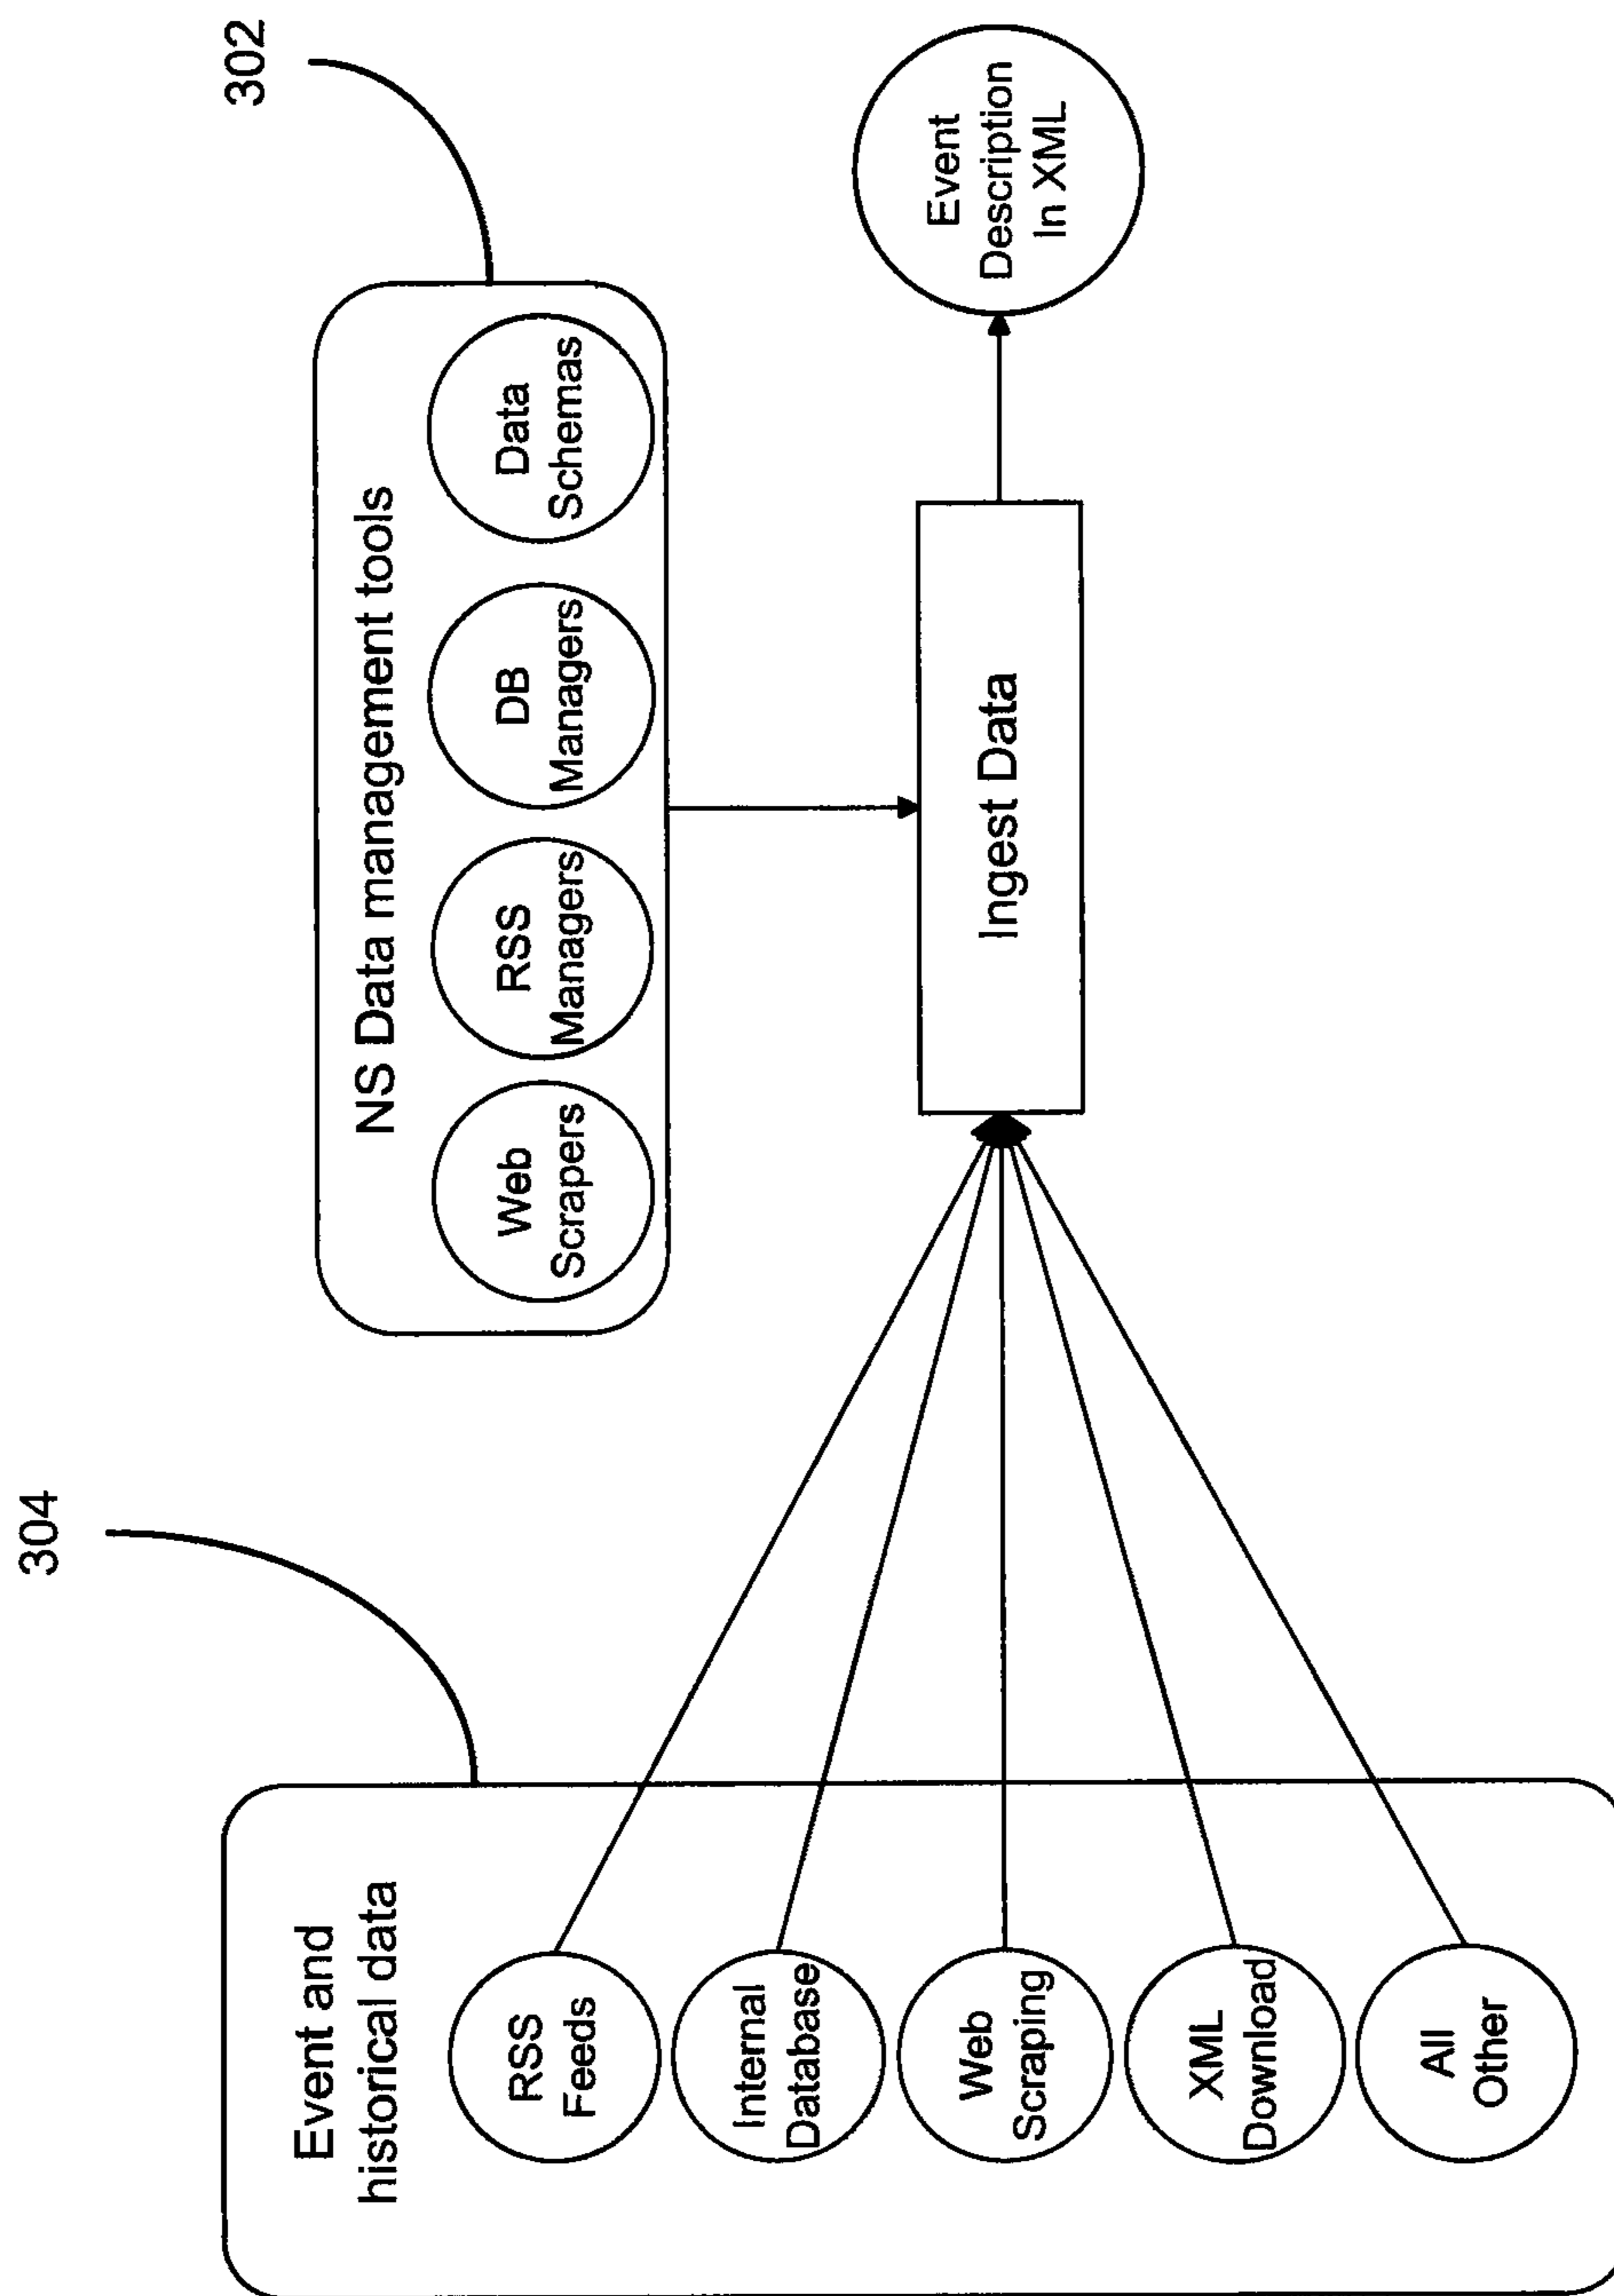 304
302
Event and
historical data
RSS
Feeds
Internal
Database
Web
Scraping
XML
Download
All
Other
NS Data management tools
Web
Scrapers
RSS
Managers
DB
Managers
Data
Schemas
Ingest Data
Event
Description
In XML